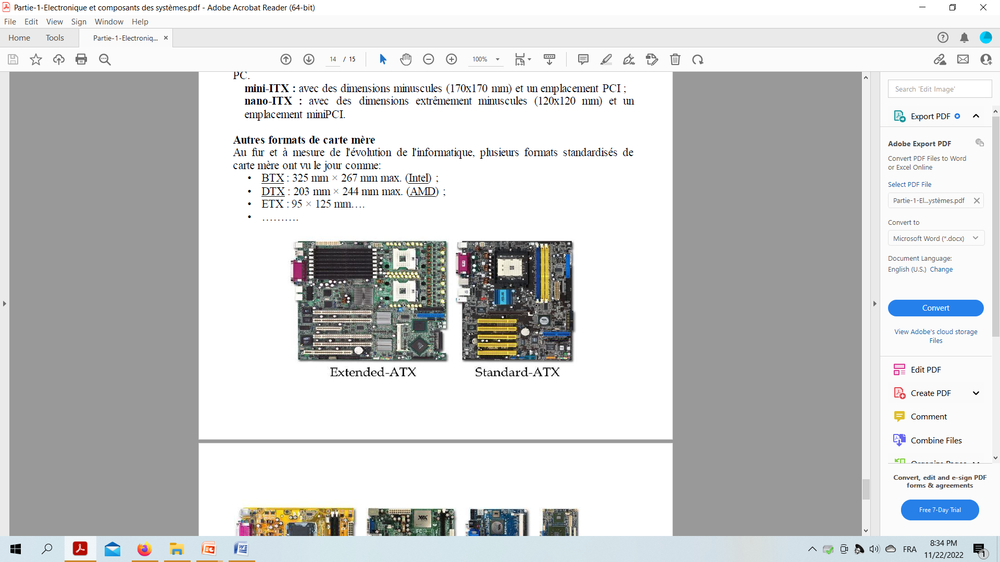 Partie-1-Electronique et composants des systèmes.pdf - Adobe Acrobat Reader (64-bit)
File Edit View Sign Window Help
Home Tools Partie-1-Electroniq... ×
14 / 15 100%
PC.
mini-ITX : avec des dimensions minuscules (170x170 mm) et un emplacement PCI ;
nano-ITX : avec des dimensions extrêmement minuscules (120x120 mm) et un
emplacement miniPCI.
Autres formats de carte mère
Au fur et à mesure de l'évolution de l'informatique, plusieurs formats standardisés de
carte mère ont vu le jour comme:
• BTX : 325 mm × 267 mm max. (Intel) ;
• DTX : 203 mm × 244 mm max. (AMD) ;
• ETX : 95 × 125 mm….
• ……….
Extended-ATX Standard-ATX
VIA
Search 'Edit Image'
Export PDF
Adobe Export PDF
Convert PDF Files to Word
or Excel Online
Select PDF File
Partie-1-El...ystèmes.pdf
Convert to
Microsoft Word (*.docx)
Document Language:
English (U.S.) Change
Convert
View Adobe's cloud storage
Files
Edit PDF
Create PDF
Comment
Combine Files
Organize Pages
Convert, edit and e-sign PDF
forms & agreements
Free 7-Day Trial
FRA
8:34 PM
11/22/2022
1